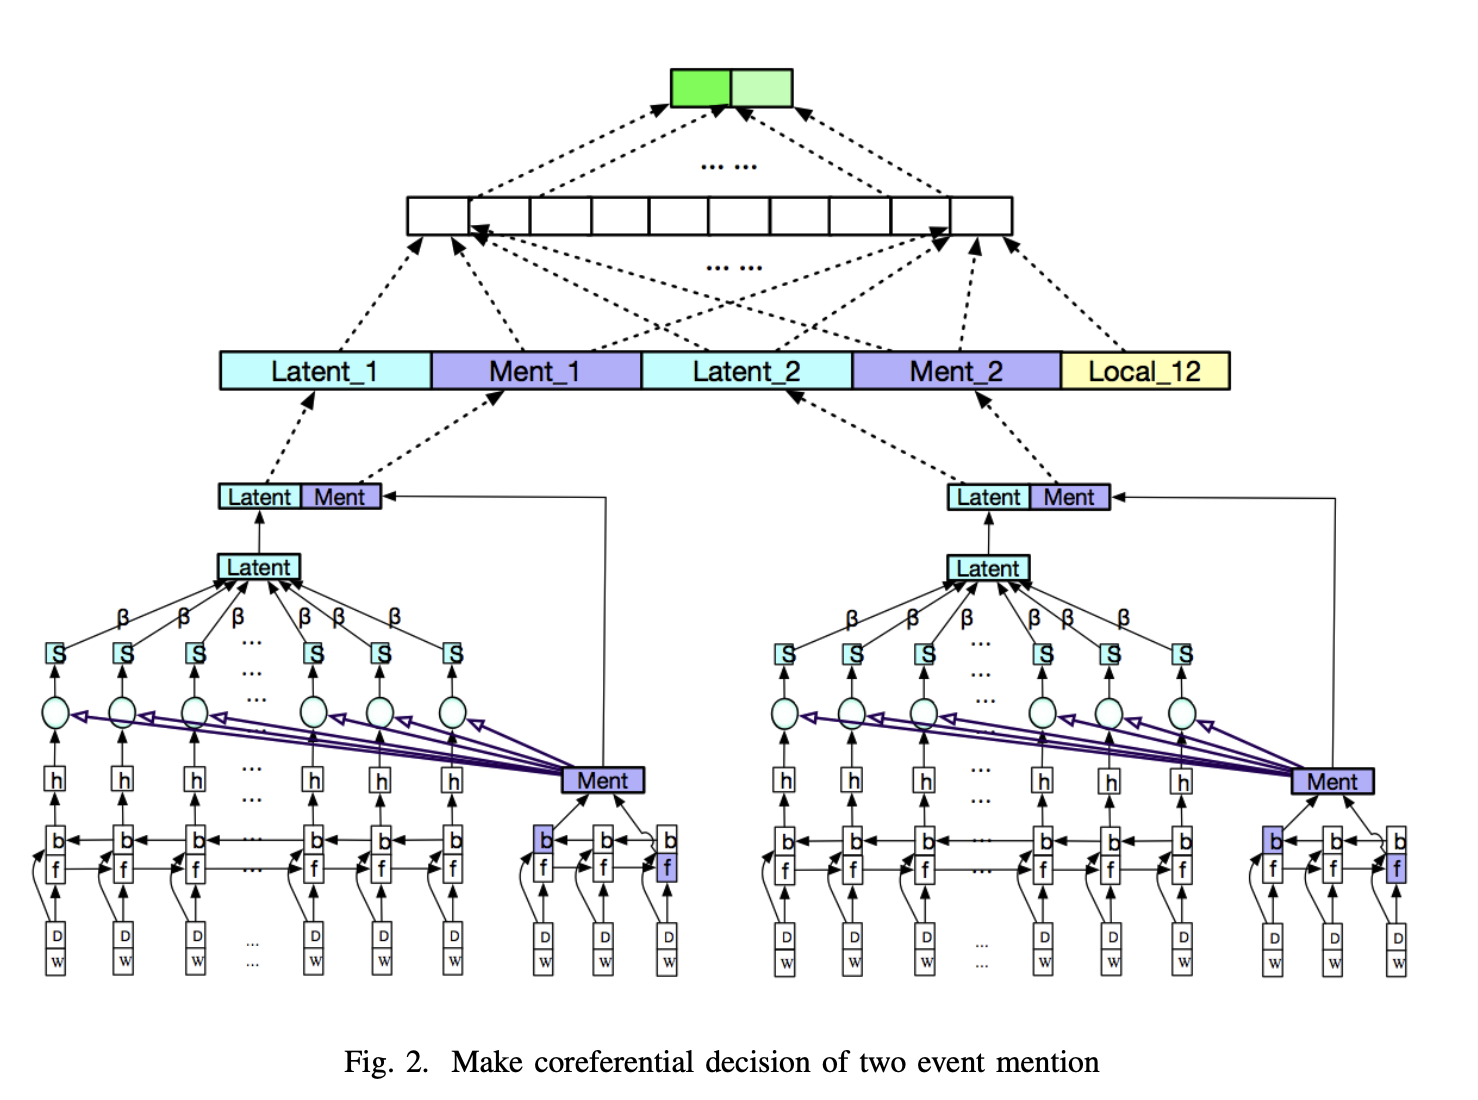 ... ...
... ...
Latent_1 Ment_1 Latent_2 Ment_2 Local_12
Latent Ment Latent Ment
Latent Latent
β β β β β β β β β β β β
S S S ... S S S S S S ... S S S
... ...
... ...
... ...
Ment Ment
h h h ... h h h h h h ... h h h
... ...
b b b ... b b b b b b b b b ... b b b b b b
f f f ... f f f f f f f f f ... f f f f f f
D D D ... D D D D D D D D D ... D D D D D D
W W W ... W W W W W W W W W ... W W W W W W
Fig. 2. Make coreferential decision of two event mention